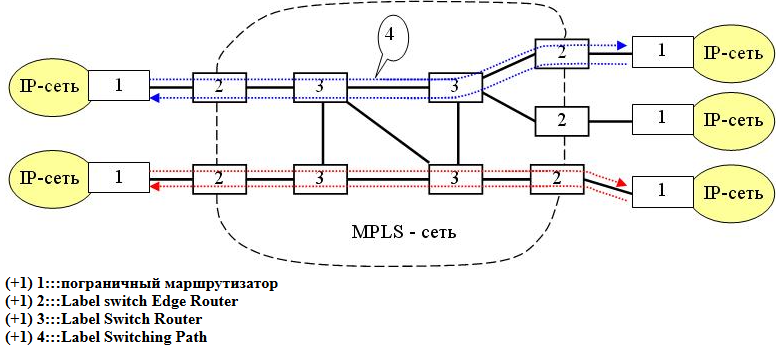 4
2
1
IP-сеть
IP-сеть
1
2
3
3
2
1
IP-сеть
IP-сеть
1
2
3
3
2
1
IP-сеть
MPLS - сеть
(+1) 1:::пограничный маршрутизатор
(+1) 2:::Label switch Edge Router
(+1) 3:::Label Switch Router
(+1) 4:::Label Switching Path